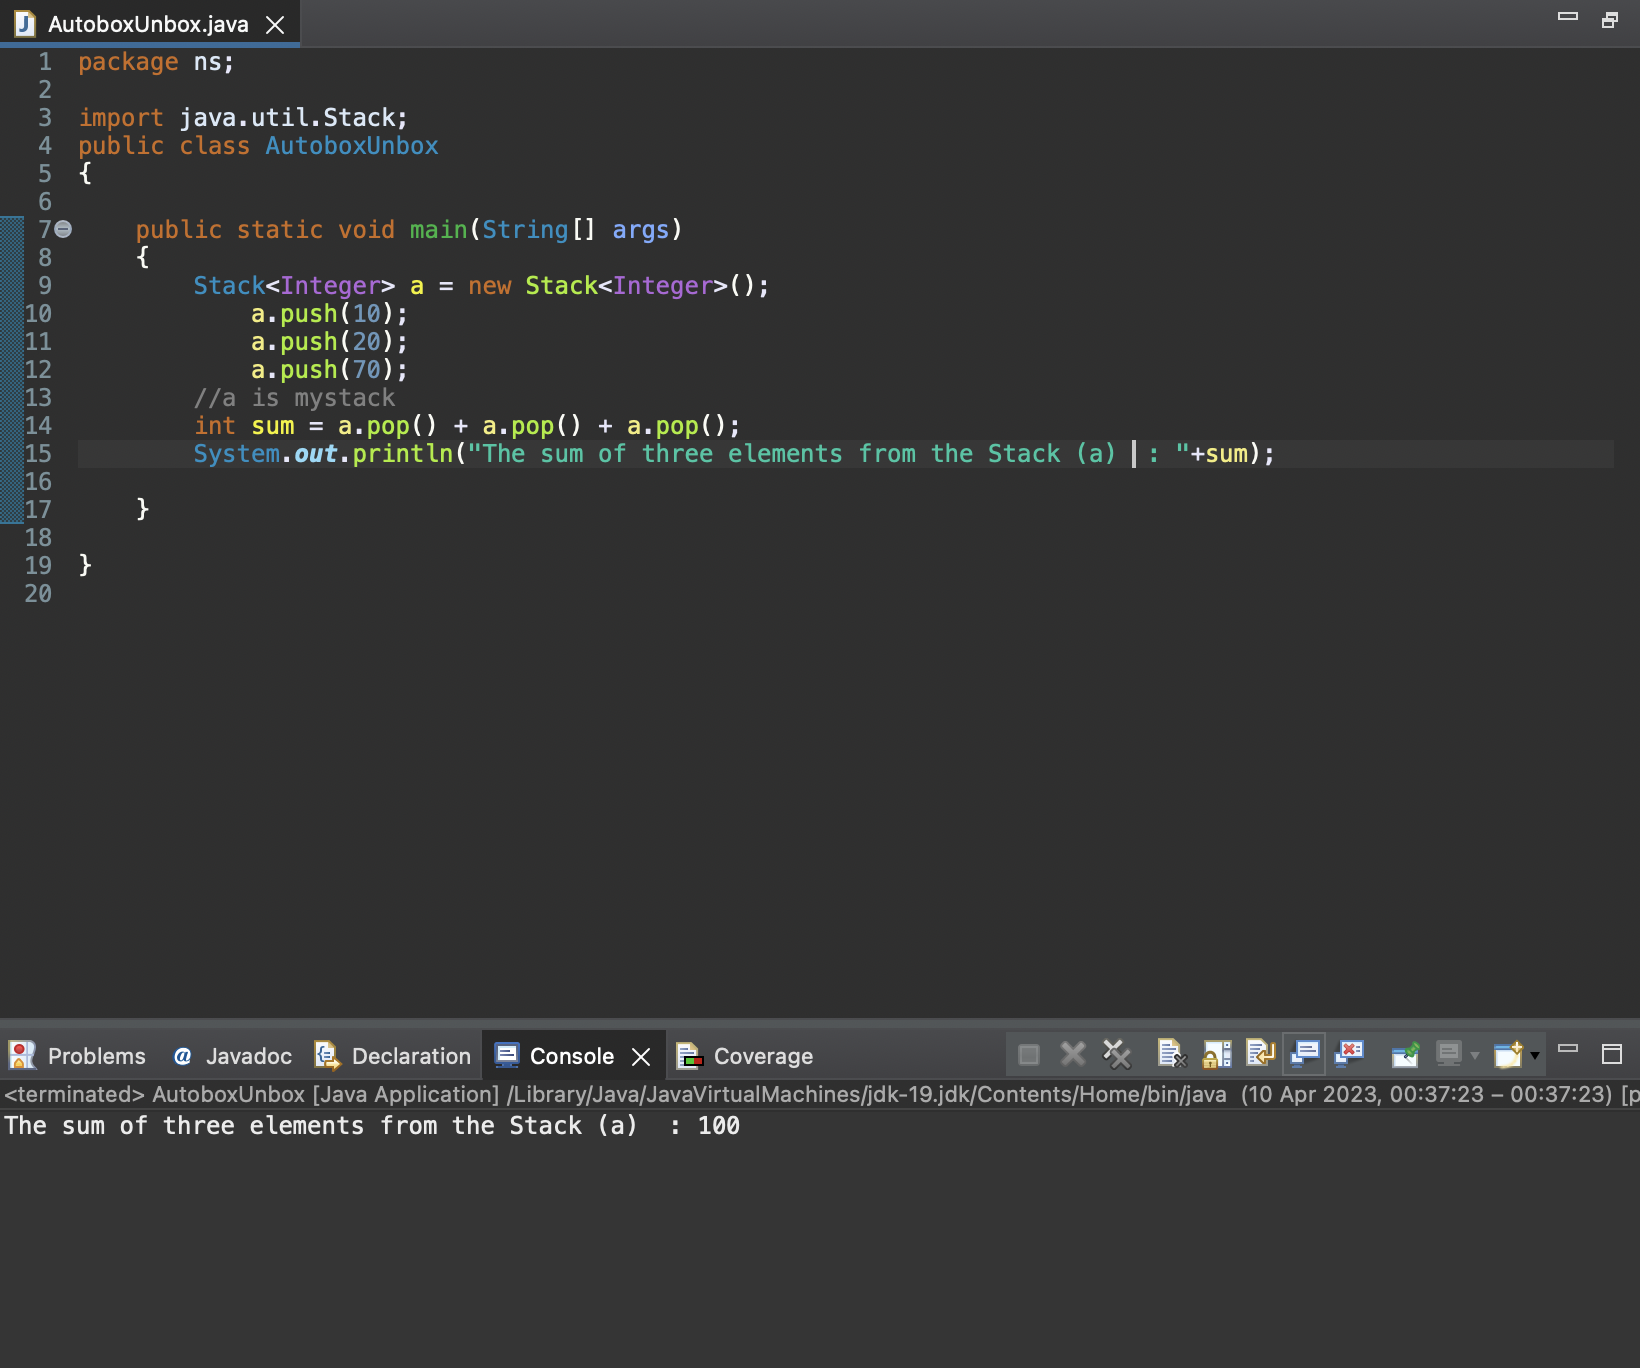 AutoboxUnbox.java
1 package ns;
2
3 import java.util.Stack;
4 public class AutoboxUnbox
5 {
6
7 public static void main(String[] args)
8 {
9 Stack<Integer> a = new Stack<Integer>();
10 a.push(10);
11 a.push(20);
12 a.push(70);
13 //a is mystack
14 int sum = a.pop() + a.pop() + a.pop();
15 System.out.println("The sum of three elements from the Stack (a)  : "+sum);
16
17 }
18
19 }
20
Problems @ Javadoc Declaration Console Coverage
<terminated> AutoboxUnbox [Java Application] /Library/Java/JavaVirtualMachines/jdk-19.jdk/Contents/Home/bin/java (10 Apr 2023, 00:37:23 – 00:37:23) [p
The sum of three elements from the Stack (a)  : 100